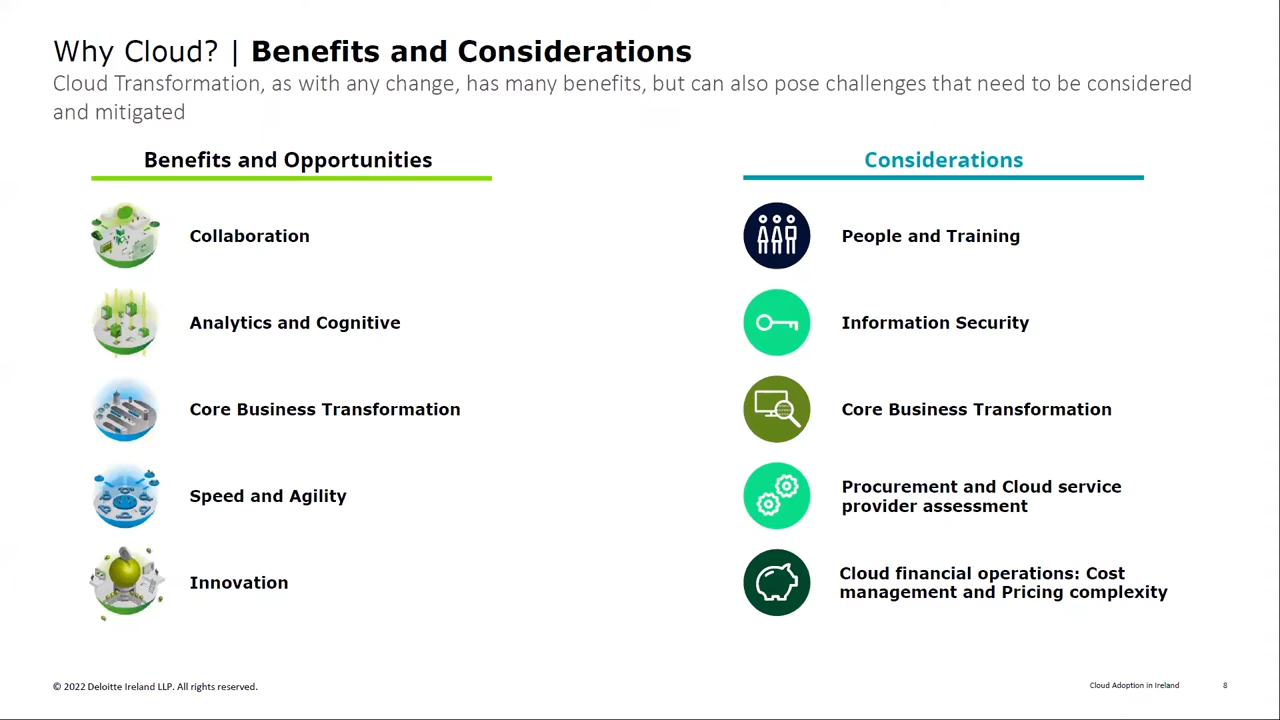 Why Cloud? | Benefits and Considerations
Cloud Transformation, as with any change, has many benefits, but can also pose challenges that need to be considered
and mitigated
Benefits and Opportunities
Collaboration
Analytics and Cognitive
Core Business Transformation
Speed and Agility
Innovation
Considerations
People and Training
Information Security
Core Business Transformation
Procurement and Cloud service
provider assessment
Cloud financial operations: Cost
management and Pricing complexity
© 2022 Deloitte Ireland LLP. All rights reserved.
Cloud Adoption in Ireland
8